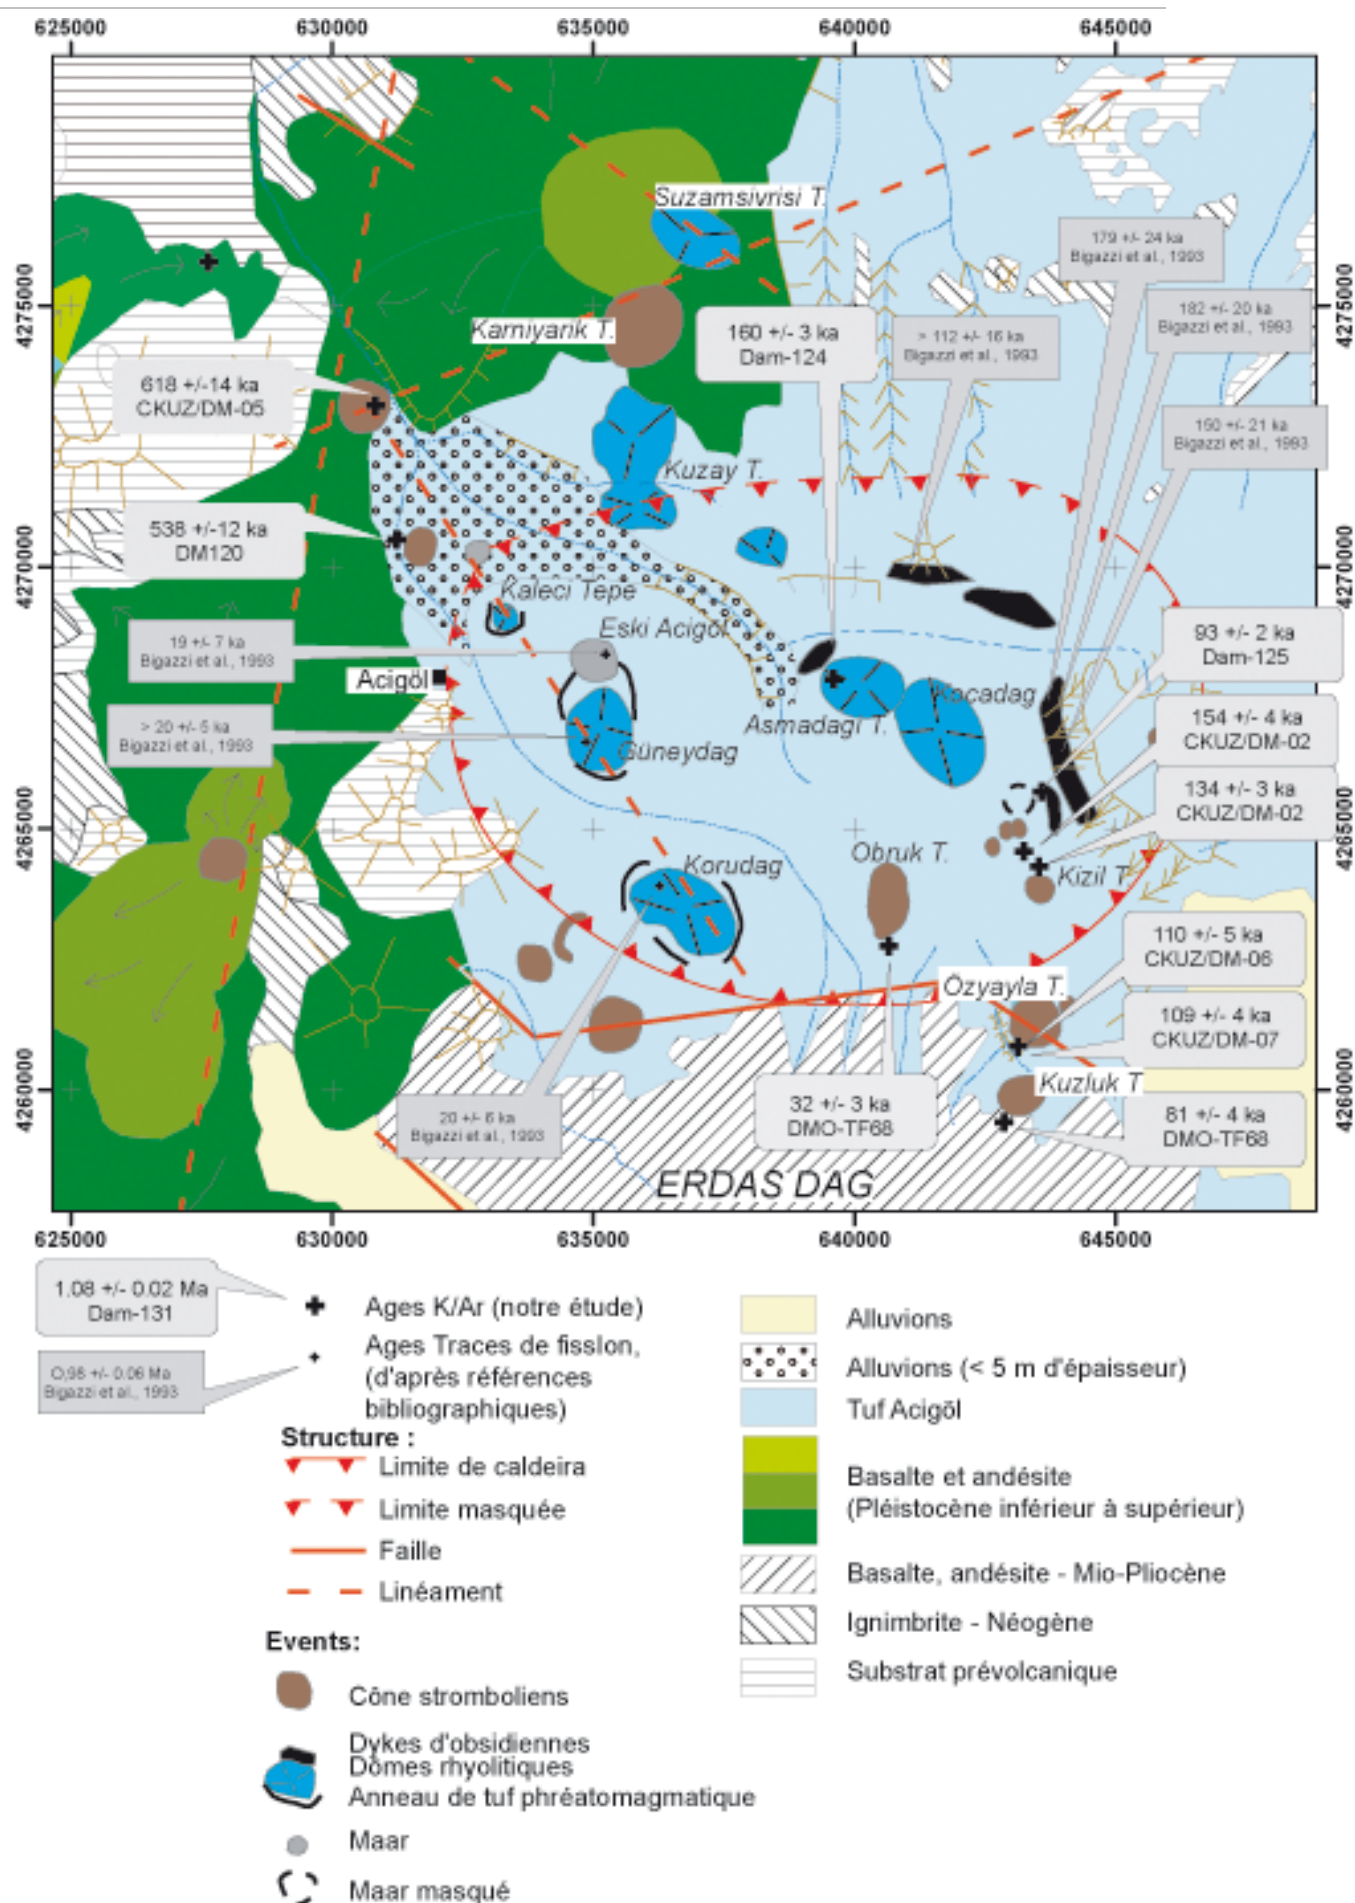 625000 630000 635000 640000 645000
4275000
4270000
4265000
4260000
4275000
4270000
4265000
4260000
Suzamsivrisi T.
Karniyarik T.
179 +/- 24 ka
Bigazzi et al., 1993
182 +/- 20 ka
Bigazzi et al., 1993
160 +/- 3 ka
Dam-124
> 112 +/- 16 ka
Bigazzi et al., 1993
618 +/-14 ka
CKUZ/DM-05
190 +/- 21 ka
Bigazzi et al., 1993
Kuzay T.
538 +/-12 ka
DM120
Kaleci Tepe
Eski Acigöl
19 +/- 7 ka
Bigazzi et al., 1993
93 +/- 2 ka
Dam-125
Acigöl
Kocadag
Asmadagi T.
154 +/- 4 ka
CKUZ/DM-02
> 20 +/- 5 ka
Bigazzi et al., 1993
Güneydag
134 +/- 3 ka
CKUZ/DM-02
Obruk T.
Korudag
Kizil T
110 +/- 5 ka
CKUZ/DM-06
Özyayla T.
109 +/- 4 ka
CKUZ/DM-07
Kuzluk T
32 +/- 3 ka
DMO-TF68
20 +/- 6 ka
Bigazzi et al., 1993
81 +/- 4 ka
DMO-TF68
ERDAS DAG
625000 630000 635000 640000 645000
1.08 +/- 0.02 Ma
Dam-131
Ages K/Ar (notre étude)
0,98 +/- 0.06 Ma
Bigazzi et al., 1993
Ages Traces de fission,
(d'après références
bibliographiques)
Structure :
Limite de caldeira
Limite masquée
Faille
Linéament
Events:
Cône stromboliens
Dykes d'obsidiennes
Dômes rhyolitiques
Anneau de tuf phréatomagmatique
Maar
Maar masqué
Alluvions
Alluvions (< 5 m d'épaisseur)
Tuf Acigöl
Basalte et andésite
(Pléistocène inférieur à supérieur)
Basalte, andésite - Mio-Pliocène
Ignimbrite - Néogène
Substrat prévolcanique